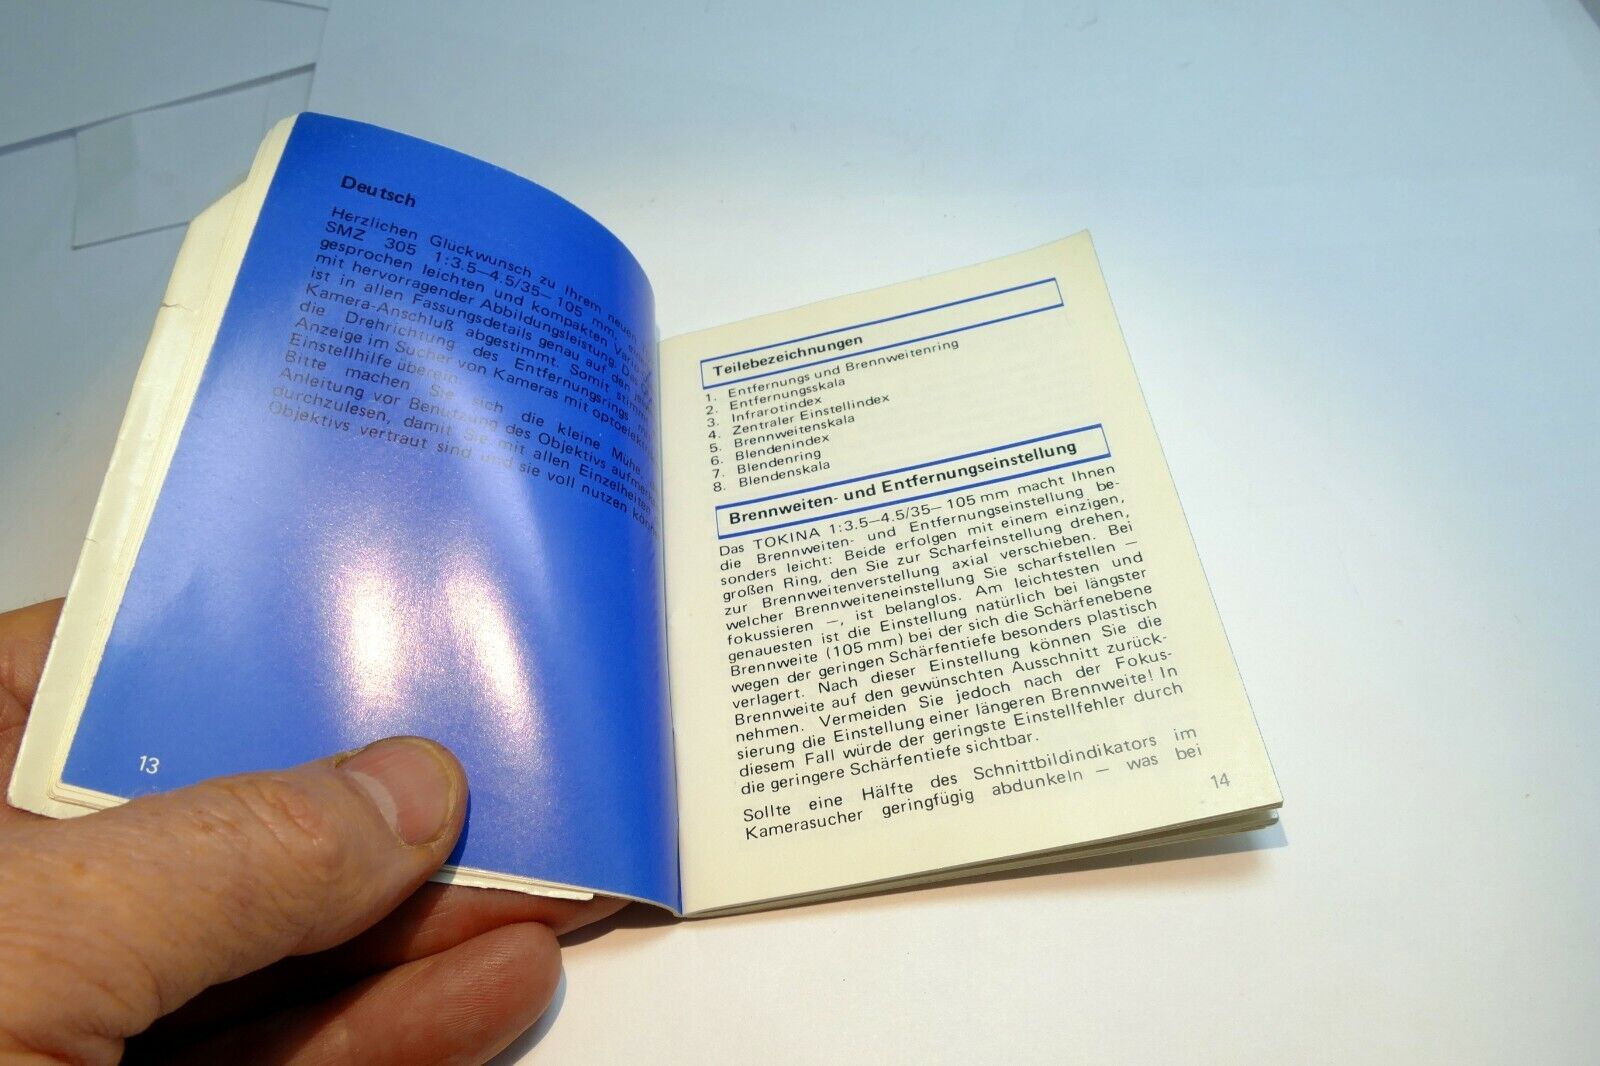 Deutsch
Herzlichen Glückwunsch zu Ihrem neuen
SMZ 305 1:3.5—4.5/35—105 mm,
gesprochen leichten und kompakten
mit hervorragender Abbildungsleistung.
ist in allen Fassungsdetails genau auf den
Kamera-Anschluß abgestimmt. Somit
die Drehrichtung des Entfernungsrings
Anzeige im Sucher von Kameras mit
Einstellhilfe überein.
Bitte machen Sie sich die kleine Mühe,
Anleitung vor Benutzung des Objektivs
durchzulesen, damit Sie mit allen Einzelheiten
Objektivs vertraut sind und sie voll nutzen
13
Teilebezeichnungen
1. Entfernungs und Brennweitenring
2. Entfernungsskala
3. Infrarotindex
4. Zentraler Einstellindex
5. Brennweitenskala
6. Blendenindex
7. Blendenring
8. Blendenskala
Brennweiten- und Entfernungseinstellung
Das TOKINA 1:3.5—4.5/35—105 mm macht Ihnen
die Brennweiten- und Entfernungseinstellung be-
sonders leicht: Beide erfolgen mit einem einzigen,
großen Ring, den Sie zur Scharfeinstellung drehen,
zur Brennweitenverstellung axial verschieben. Bei
welcher Brennweiteneinstellung Sie scharfstellen —
fokussieren —, ist belanglos. Am leichtesten und
genauesten ist die Einstellung natürlich bei längster
Brennweite (105 mm) bei der sich die Schärfenebene
wegen der geringen Schärfentiefe besonders plastisch
verlagert. Nach dieser Einstellung können Sie die
Brennweite auf den gewünschten Ausschnitt zurück-
nehmen. Vermeiden Sie jedoch nach der Fokus-
sierung die Einstellung einer längeren Brennweite! In
diesem Fall würde der geringste Einstellfehler durch
die geringere Schärfentiefe sichtbar.
Sollte eine Hälfte des Schnittbildindikators im
Kamerasucher geringfügig abdunkeln — was bei
14